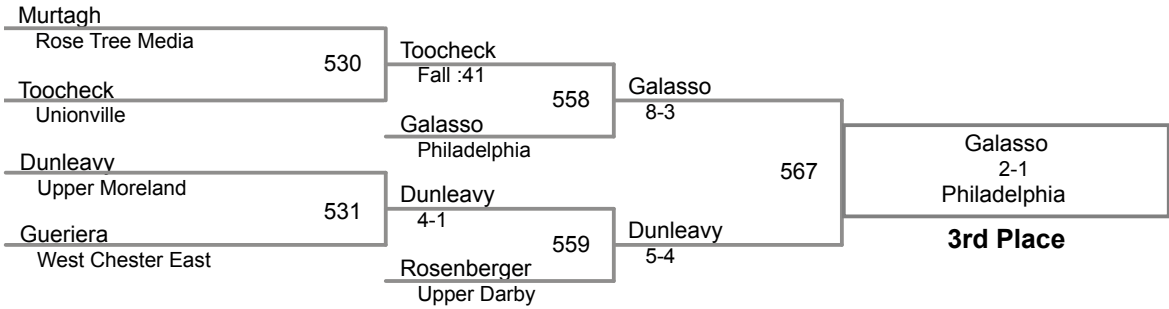 Murtagh
Rose Tree Media
530
Toocheck
Unionville
Toocheck
Fall :41
558
Galasso
Philadelphia
Galasso
8-3
Dunleavy
Upper Moreland
531
Gueriera
West Chester East
Dunleavy
4-1
559
Rosenberger
Upper Darby
Dunleavy
5-4
567
Galasso
2-1
Philadelphia
3rd Place